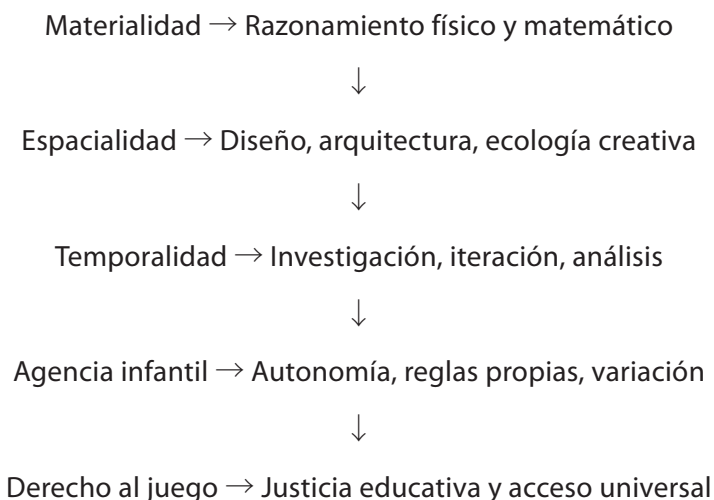 Materialidad → Razonamiento físico y matemático
↓
Espacialidad → Diseño, arquitectura, ecología creativa
↓
Temporalidad → Investigación, iteración, análisis
↓
Agencia infantil → Autonomía, reglas propias, variación
↓
Derecho al juego → Justicia educativa y acceso universal